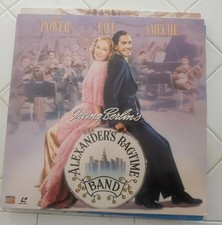 POWER FAYE AMECHE
Irving Berlin's
ALEXANDER'S RAGTIME
BAND